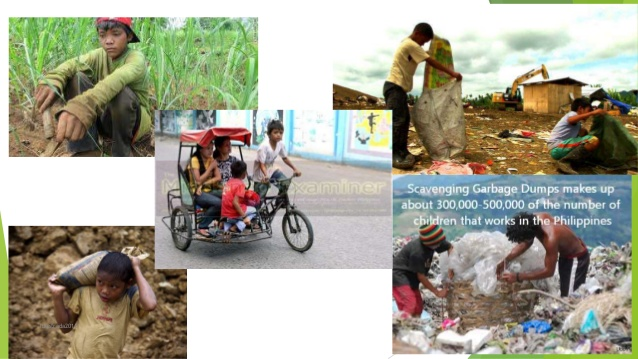 Scavenging Garbage Dumps makes up
about 300,000-500,000 of the number of
children that works in the Philippines